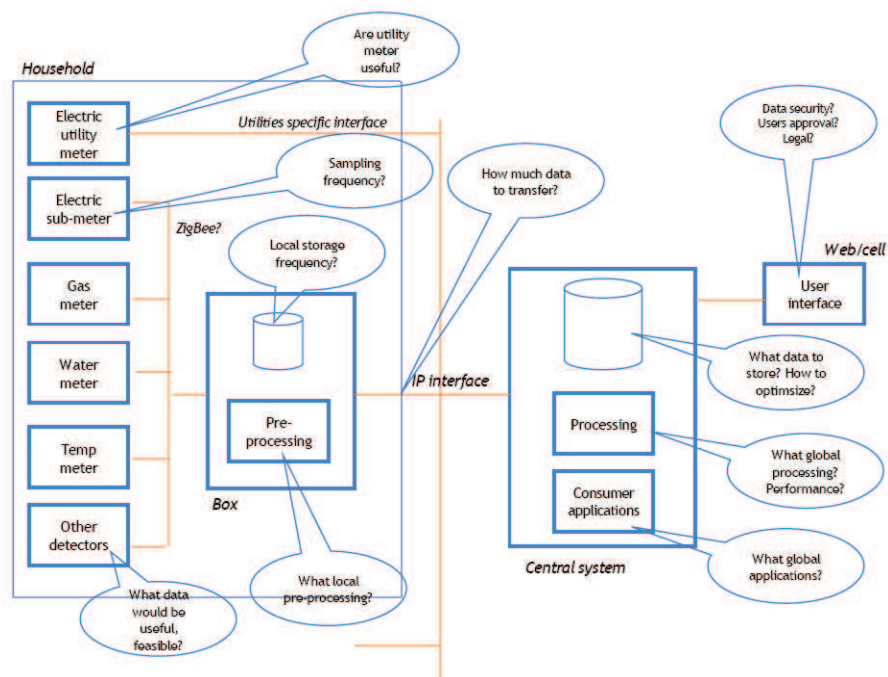 Are utility
meter
useful?
Household
Electric
utility
meter
Utilities specific interface
Data security?
Users approval?
Legal?
Sampling
frequency?
How much data
to transfer?
Electric
sub-meter
ZigBee?
Local storage
frequency?
Web/cell
User
interface
Gas
meter
Water
meter
IP interface
What data to
store? How to
optimsize?
Pre-
processing
Processing
Temp
meter
What global
processing?
Performance?
Box
Consumer
applications
Other
detectors
Central system
What global
applications?
What local
pre-processing?
What data
would be
useful,
feasible?